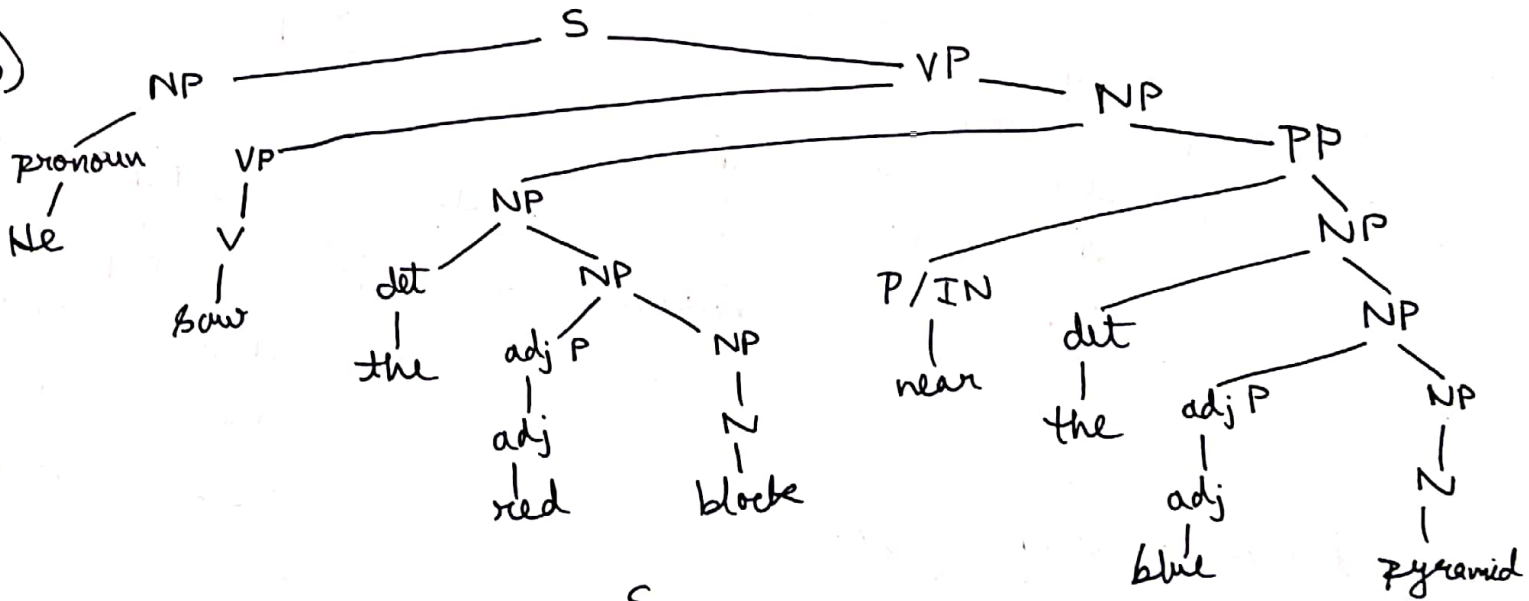 )
S
NP VP
NP
pronoun VP PP
NP
He V NP
det NP P/IN
saw the adj P NP det NP
near
adj N the adj P NP
red block adj N
blue pyramid
S